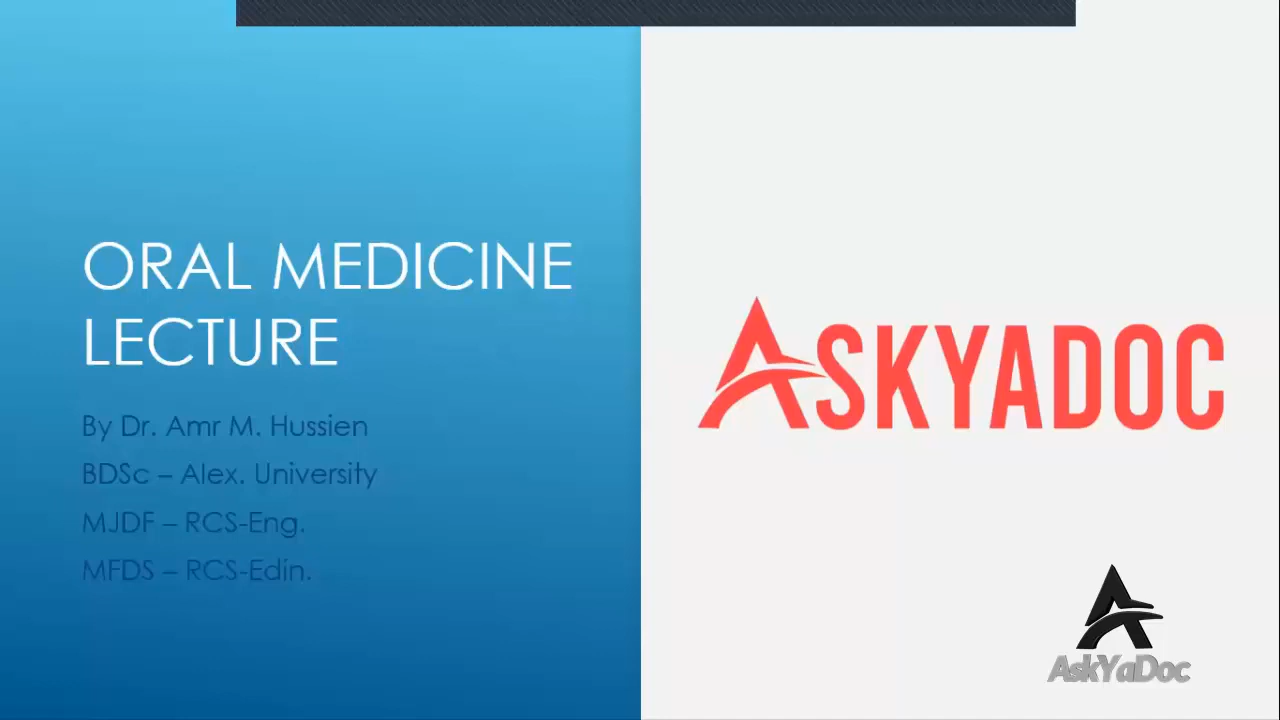 ORAL MEDICINE
LECTURE
By Dr. Amr M. Hussien
BDSc – Alex. University
MJDF – RCS-Eng.
MFDS – RCS-Edin.
ASKYADOC
AskYaDoc